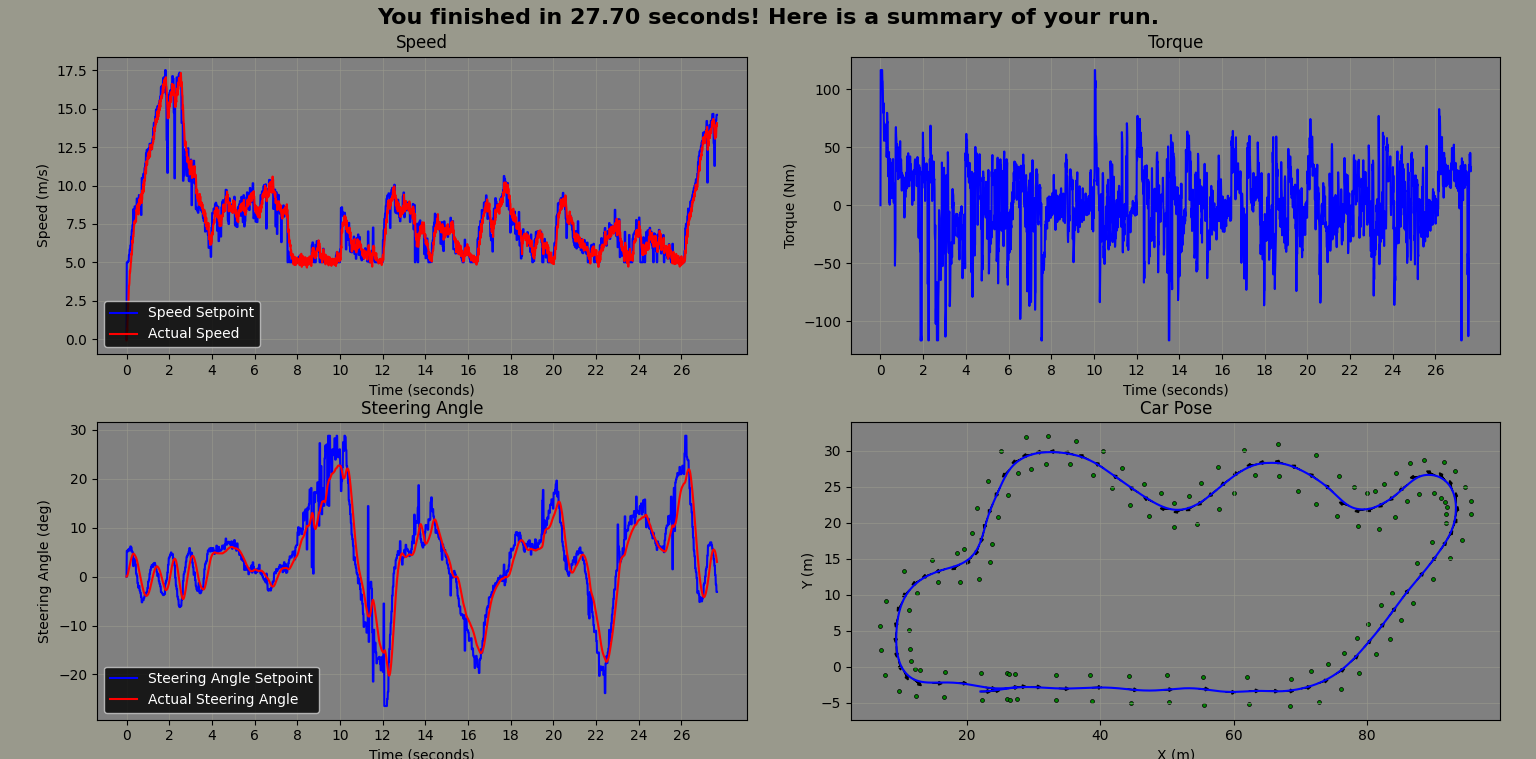 You finished in 27.70 seconds! Here is a summary of your run.
Speed
Torque
17.5
15.0
12.5
10.0
7.5
5.0
2.5
0.0
Speed (m/s)
Speed Setpoint
Actual Speed
0 2 4 6 8 10 12 14 16 18 20 22 24 26
Time (seconds)
100
50
0
−50
−100
Torque (Nm)
0 2 4 6 8 10 12 14 16 18 20 22 24 26
Time (seconds)
Steering Angle
Car Pose
30
20
10
0
−10
−20
Steering Angle (deg)
Steering Angle Setpoint
Actual Steering Angle
0 2 4 6 8 10 12 14 16 18 20 22 24 26
Time (seconds)
30
25
20
15
10
5
0
−5
Y (m)
20 40 60 80
X (m)